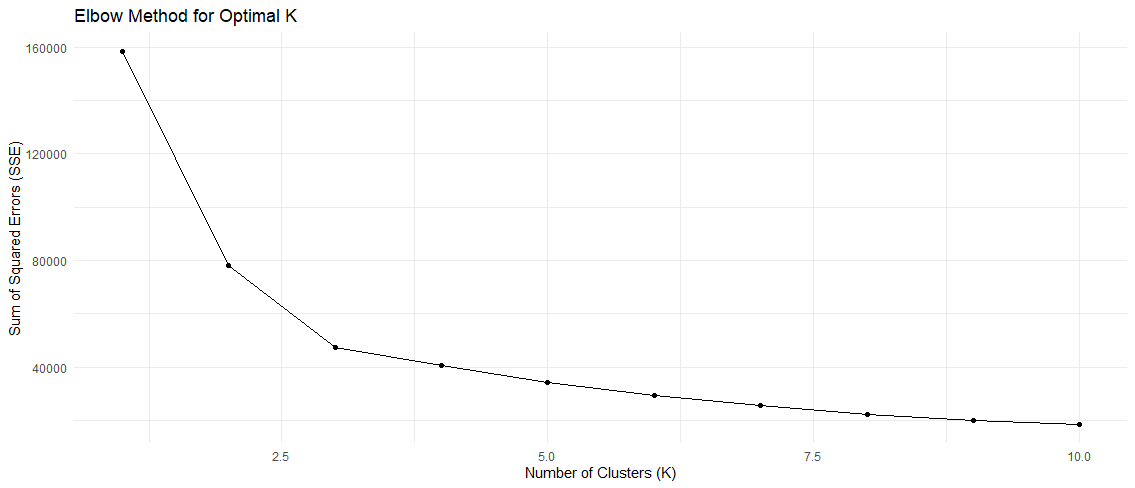 Elbow Method for Optimal K
Sum of Squared Errors (SSE)
160000
120000
80000
40000
2.5 5.0 7.5 10.0
Number of Clusters (K)